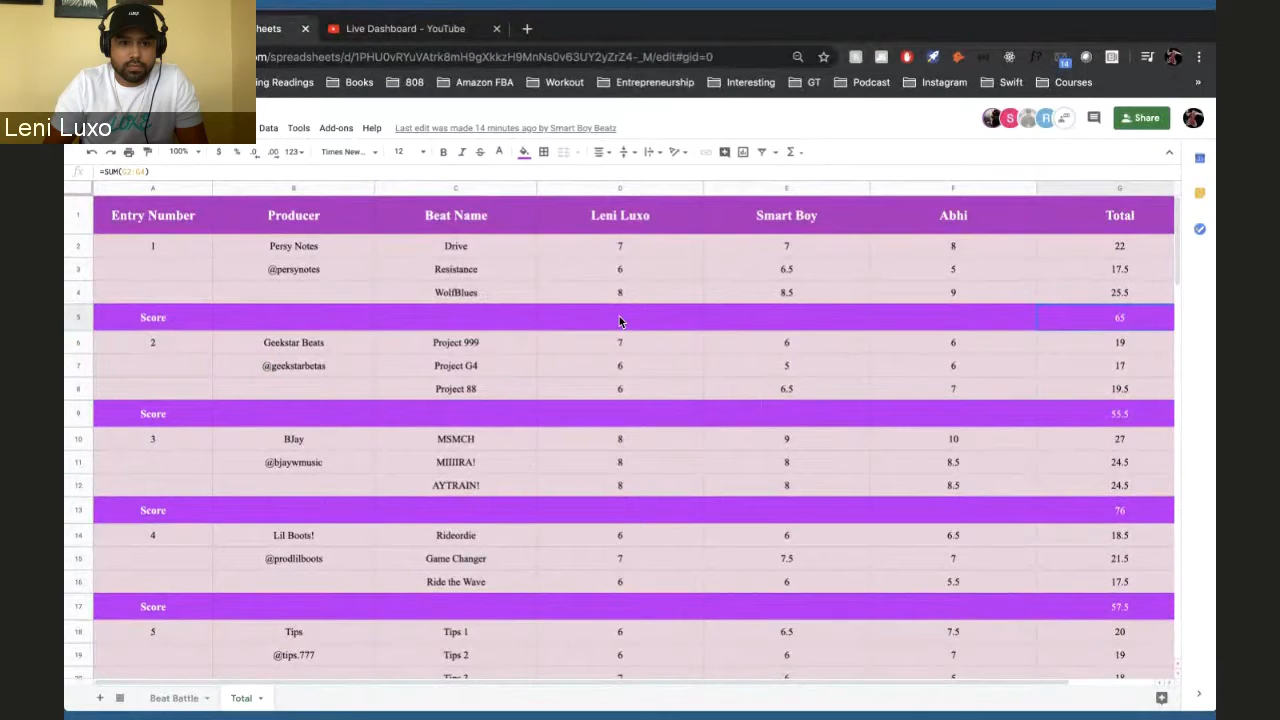 heets
Live Dashboard - YouTube
om/spreadsheets/d/1PHU0vRYuVAtrk8mH9gXkkzH9MnNs0v63UY2yZrZ4-_M/edit#gid=0
14
ing Readings Books 808 Amazon FBA Workout Entrepreneurship Interesting GT Podcast Instagram Swift Courses »
Leni Luxo
Data Tools Add-ons Help Last edit was made 14 minutes ago by Smart Boy Beatz
S R Share
100% $ % .0 .00 123 Times New... 12 B I S A Σ
fx =SUM(G2:G4)
A B C D E F G
1 Entry Number Producer Beat Name Leni Luxo Smart Boy Abhi Total
2 1 Persy Notes Drive 7 7 8 22
3 @persynotes Resistance 6 6.5 5 17.5
4 WolfBlues 8 8.5 9 25.5
5 Score 65
6 2 Geekstar Beats Project 999 7 6 6 19
7 @geekstarbetas Project G4 6 5 6 17
8 Project 88 6 6.5 7 19.5
9 Score 55.5
10 3 BJay MSMCH 8 9 10 27
11 @bjaywmusic MIIIIRA! 8 8 8.5 24.5
12 AYTRAIN! 8 8 8.5 24.5
13 Score 76
14 4 Lil Boots! Rideordie 6 6 6.5 18.5
15 @prodlilboots Game Changer 7 7.5 7 21.5
16 Ride the Wave 6 6 5.5 17.5
17 Score 57.5
18 5 Tips Tips 1 6 6.5 7.5 20
19 @tips.777 Tips 2 6 6 7 19
Beat Battle Total